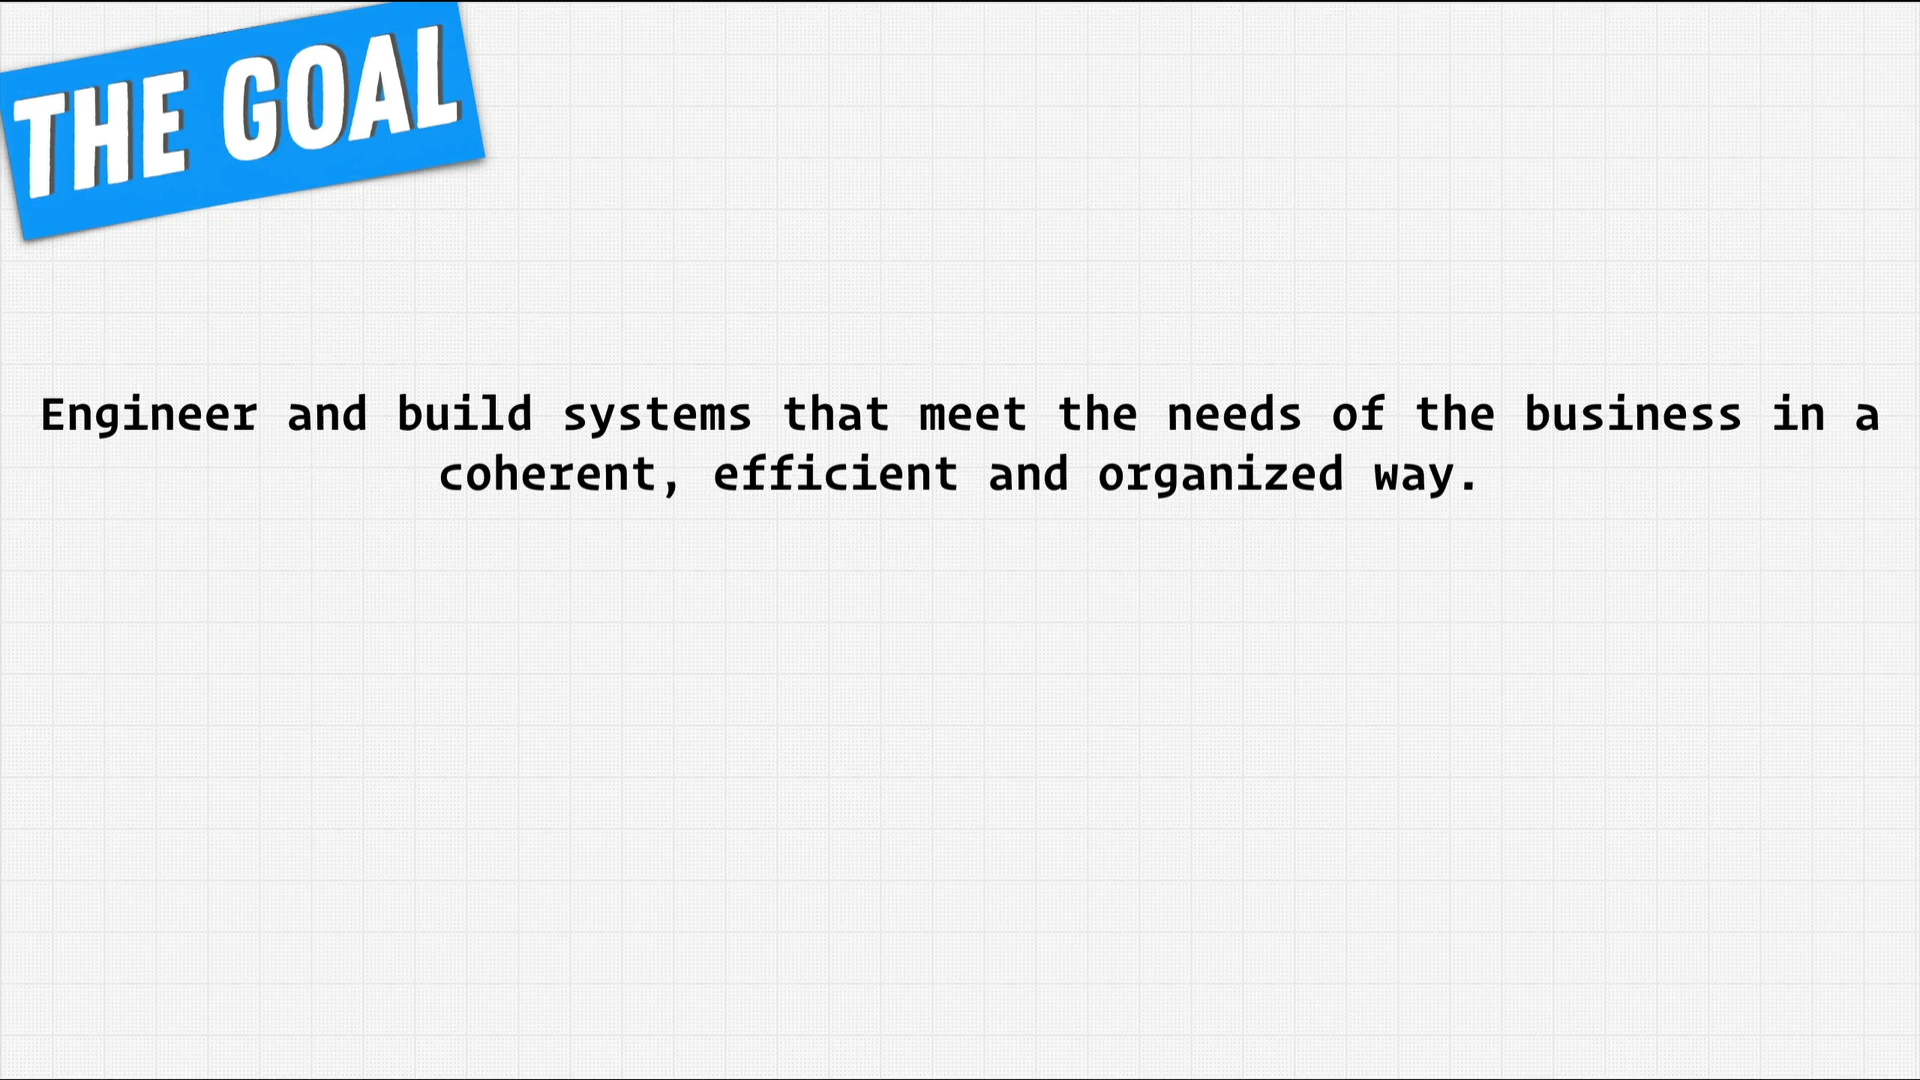 THE GOAL
Engineer and build systems that meet the needs of the business in a
coherent, efficient and organized way.